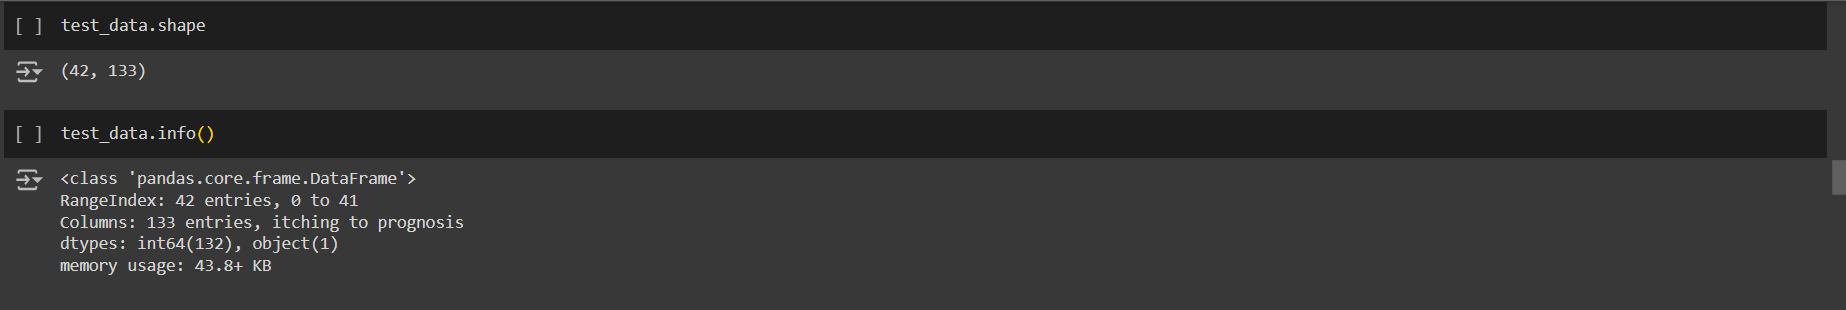 [ ] test_data.shape
(42, 133)
[ ] test_data.info()
<class 'pandas.core.frame.DataFrame'>
RangeIndex: 42 entries, 0 to 41
Columns: 133 entries, itching to prognosis
dtypes: int64(132), object(1)
memory usage: 43.8+ KB